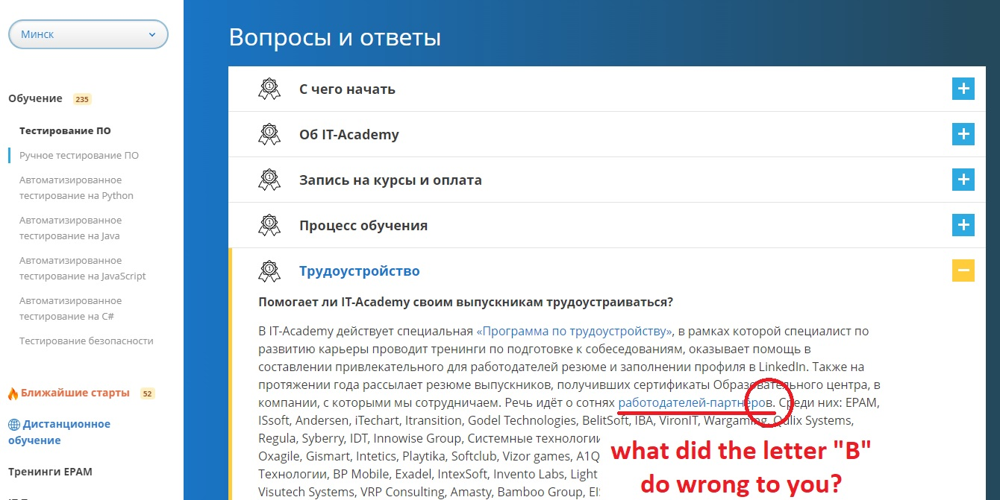 Минск
Обучение 235
Тестирование ПО
Ручное тестирование ПО
Автоматизированное
тестирование на Python
Автоматизированное
тестирование на Java
Автоматизированное
тестирование на JavaScript
Автоматизированное
тестирование на C#
Тестирование безопасности
Ближайшие старты 52
Дистанционное
обучение
Тренинги EPAM
Вопросы и ответы
С чего начать
Об IT-Academy
Запись на курсы и оплата
Процесс обучения
Трудоустройство
Помогает ли IT-Academy своим выпускникам трудоустраиваться?
В IT-Academy действует специальная «Программа по трудоустройству», в рамках которой специалист по
развитию карьеры проводит тренинги по подготовке к собеседованиям, оказывает помощь в
составлении привлекательного для работодателей резюме и заполнении профиля в LinkedIn. Также на
протяжении года рассылает резюме выпускников, получивших сертификаты Образовательного центра, в
компании, с которыми мы сотрудничаем. Речь идёт о сотнях работодателей-партнёров. Среди них: EPAM,
ISsoft, Andersen, iTechart, Itransition, Godel Technologies, BelitSoft, IBA, VironIT, Wargaming, Qulix Systems,
Regula, Syberry, IDT, Innowise Group, Системные технологии
Oxagile, Gismart, Intetics, Playtika, Softclub, Vizor games, A1Q
Технологии, BP Mobile, Exadel, IntexSoft, Invento Labs, Light
Visutech Systems, VRP Consulting, Amasty, Bamboo Group,
what did the letter "В"
do wrong to you?